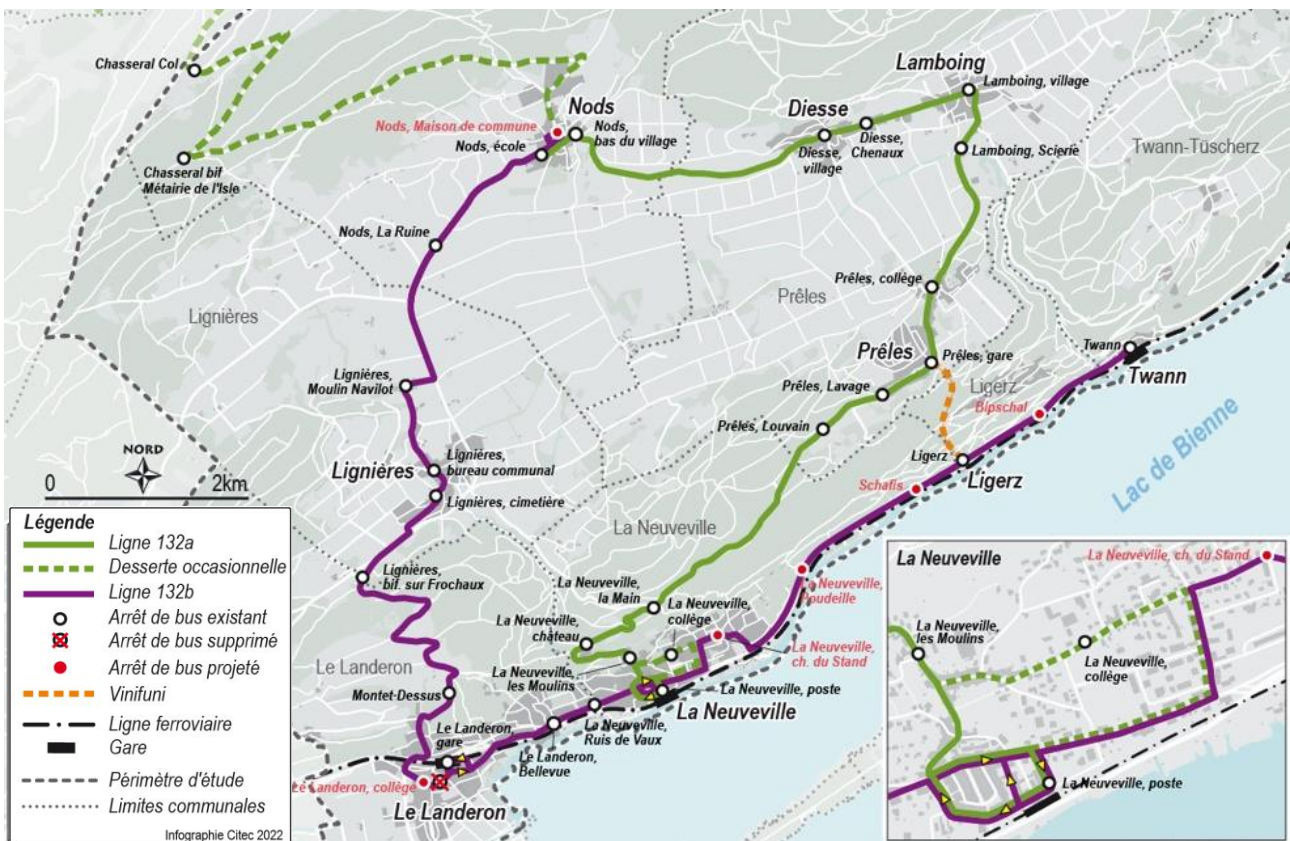 Chasseral Col
Lamboing
Lamboing, village
Nods
Diesse
Nods, Maison de commune
Nods,
bas du village
Diesse,
Chenaux
Nods, école
Diesse,
village
Lamboing, Scierie
Twann-Tüscherz
Chasseral bif
Métairie de l'Isle
Nods, La Ruine
Prêles, collège
Prêles
Lignières
Prêles
Prêles, gare
Twann
Twann
Lignières,
Moulin Navilot
Prêles, Lavage
Ligerz
Bipschal
Prêles, Louvain
Lac de Bienne
NORD
0
2km
Lignières
Lignières,
bureau communal
Ligerz
Ligerz
Lignières, cimetière
Schafis
La Neuveville
Légende
Ligne 132a
Desserte occasionnelle
Ligne 132b
Arrêt de bus existant
Arrêt de bus supprimé
Arrêt de bus projeté
Vinifuni
Ligne ferroviaire
Gare
Périmètre d'étude
Limites communales
Infographie Citec 2022
Lignières,
bif. sur Frochaux
La Neuveville,
la Main
La Neuveville,
Poudeille
La Neuveville,
château
La Neuveville,
collège
Le Landeron
La Neuveville,
les Moulins
La Neuveville,
ch. du Stand
Montet-Dessus
La Neuveville, poste
La Neuveville
Le Landeron,
gare
La Neuveville,
Ruis de Vaux
Le Landeron,
Bellevue
Le Landeron, collège
Le Landeron
La Neuveville
La Neuveville, ch. du Stand
La Neuveville,
les Moulins
La Neuveville,
collège
La Neuveville, poste